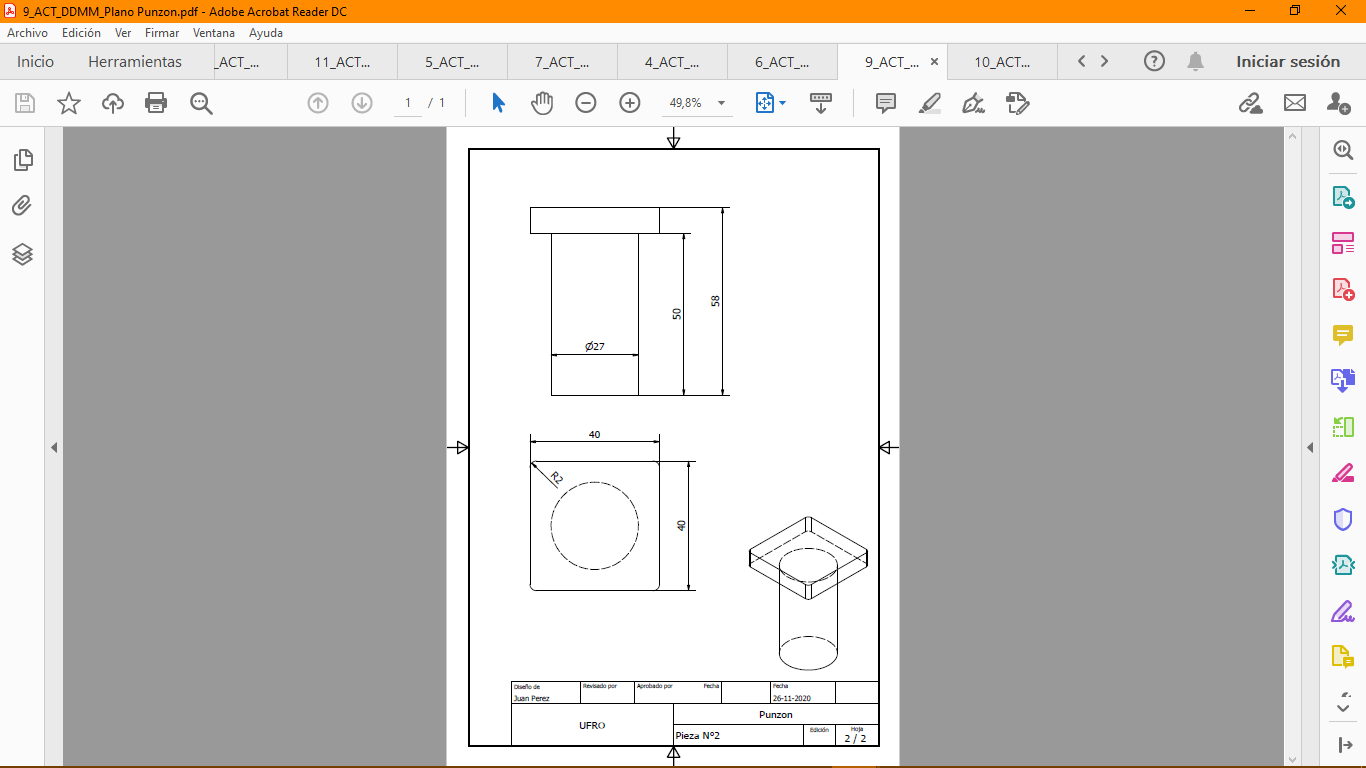 9_ACT_DDMM_Plano Punzon.pdf - Adobe Acrobat Reader DC
Archivo Edición Ver Firmar Ventana Ayuda
Inicio Herramientas _ACT_... 11_ACT... 5_ACT_... 7_ACT_... 4_ACT_... 6_ACT_... 9_ACT_... 10_ACT... Iniciar sesión
1 / 1 49,8%
58
50
Ø27
40
R2
40
Diseño de Revisado por Aprobado por Fecha Fecha
Juan Perez 26-11-2020
UFRO
Punzon
Pieza Nº2
Edición
Hoja
2 / 2